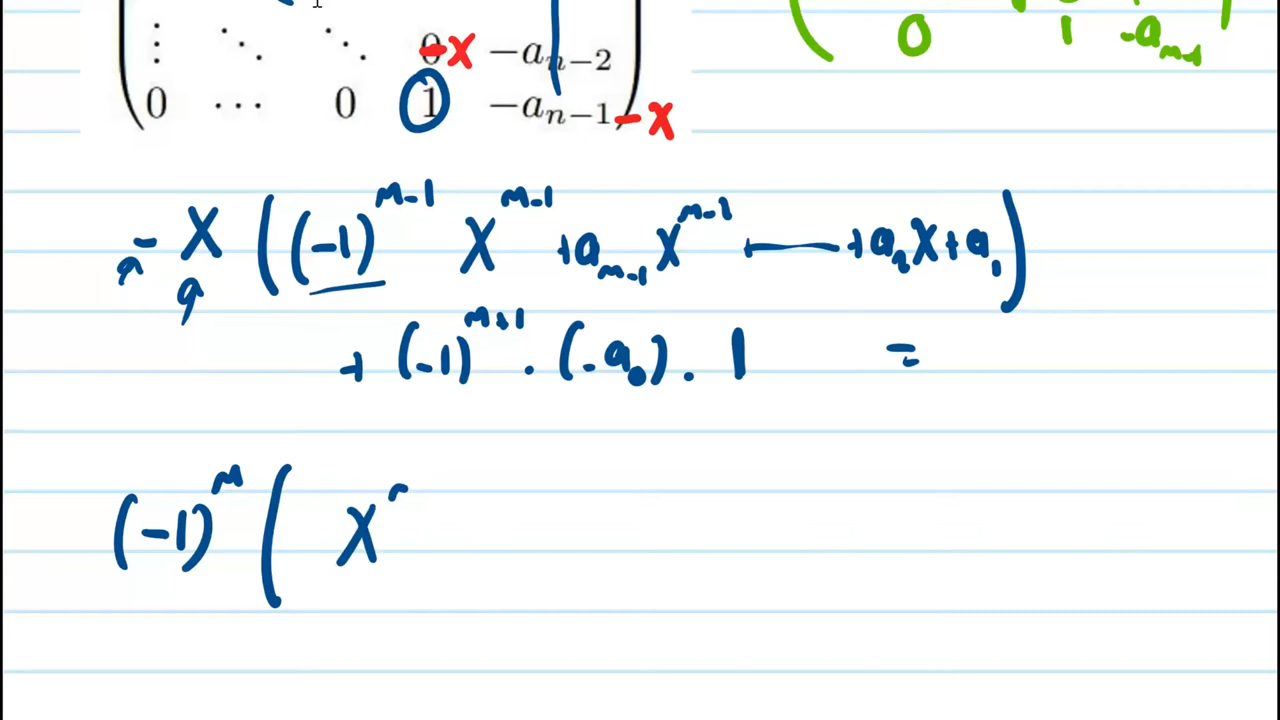 ⋮ ⋱ ⋱ 0 -X -a_{n-2}
0 ⋯ 0 1 -a_{n-1} -X
0 1 -a_{n-1}
- X ( (-1)^{n-1} X^{n-1} + a_{n-1} X^{n-1} —— + a_2 X + a_1 )
+ (-1)^{n+1} . (-a_0) . 1 =
(-1)^n ( X^n